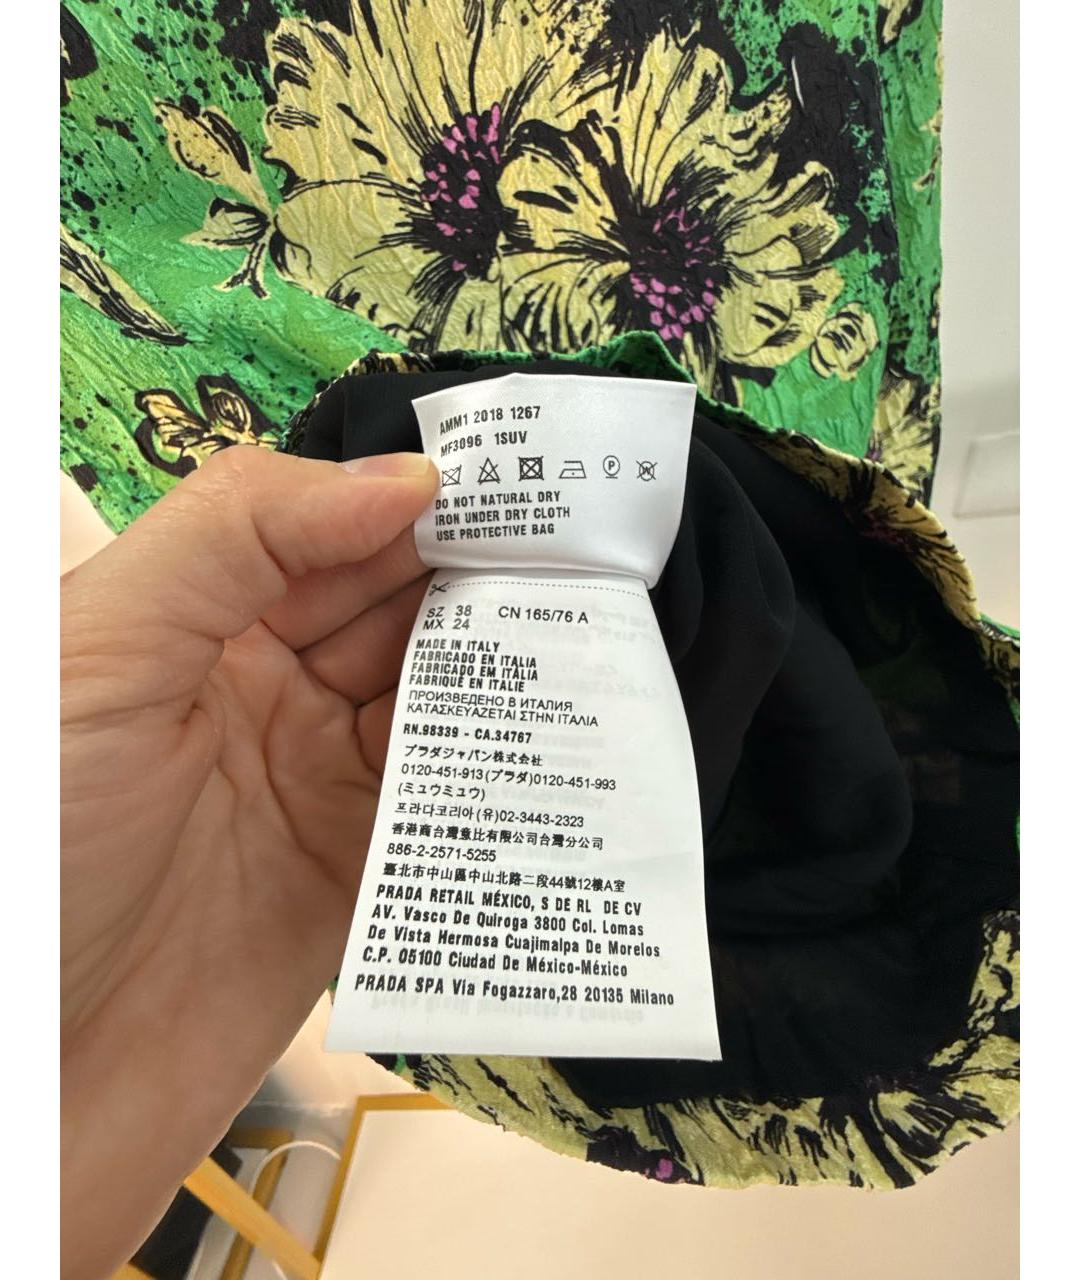 AMM1 2018 1267
MF3096 1SUV
DO NOT NATURAL DRY
IRON UNDER DRY CLOTH
USE PROTECTIVE BAG
SZ 38 CN 165/76 A
MX 24
MADE IN ITALY
FABRICADO EN ITALIA
FABRICADO EM ITÁLIA
FABRIQUÉ EN ITALIE
ПРОИЗВЕДЕНО В ИТАЛИЯ
ΚΑΤΑΣΚΕΥΑΖΕΤΑΙ ΣΤΗΝ ΙΤΑΛΙΑ
RN.98339 - CA.34767
プラダジャパン株式会社
0120-451-913(プラダ)0120-451-993
(ミュウミュウ)
프라다코리아(유)02-3443-2323
香港商台灣意比有限公司台灣分公司
886-2-2571-5255
臺北市中山區中山北路二段44號12樓A室
PRADA RETAIL MÉXICO, S DE RL DE CV
AV. Vasco De Quiroga 3800 Col. Lomas
De Vista Hermosa Cuajimalpa De Morelos
C.P. 05100 Ciudad De México-México
PRADA SPA Via Fogazzaro,28 20135 Milano